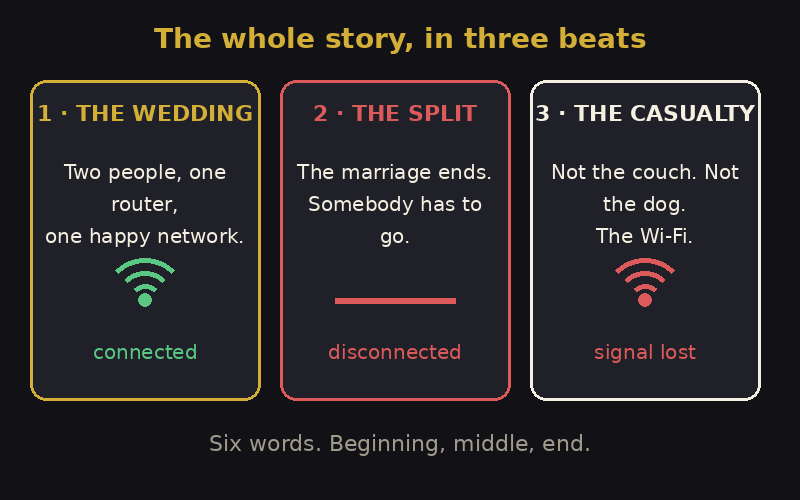 The whole story, in three beats
1 · THE WEDDING
Two people, one
router,
one happy network.
connected
2 · THE SPLIT
The marriage ends.
Somebody has to
go.
disconnected
3 · THE CASUALTY
Not the couch. Not
the dog.
The Wi-Fi.
signal lost
Six words. Beginning, middle, end.